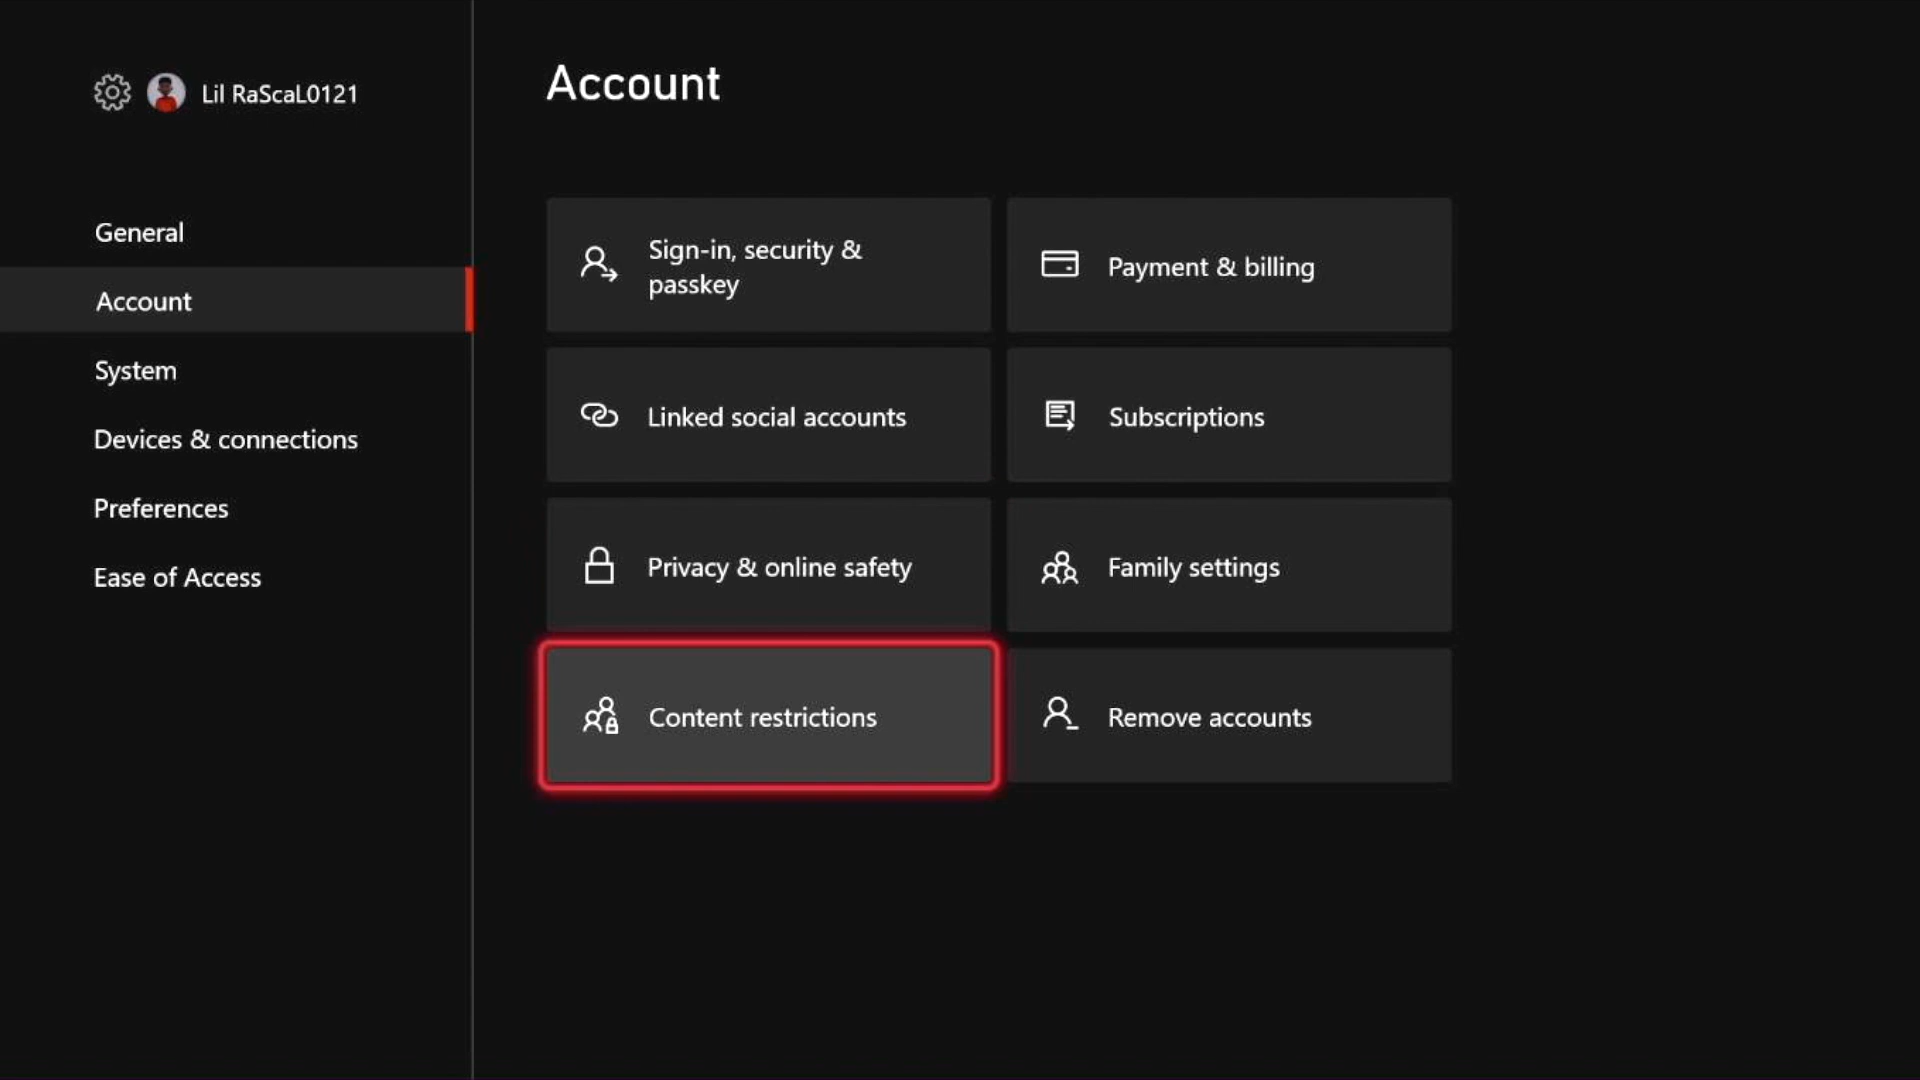 Lil RaScaL0121
General
Account
System
Devices & connections
Preferences
Ease of Access
Account
Sign-in, security &
passkey
Payment & billing
Linked social accounts
Subscriptions
Privacy & online safety
Family settings
Content restrictions
Remove accounts